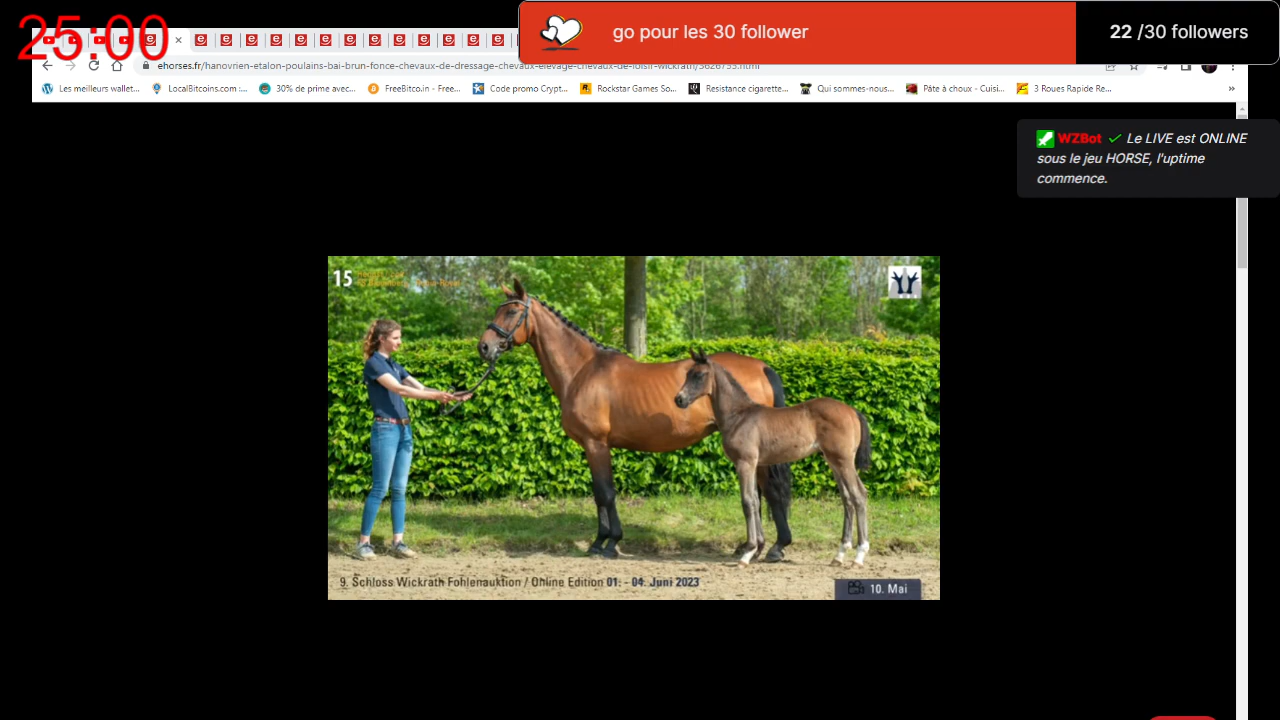 25:00
go pour les 30 follower
22 /30 followers
ehorses.fr/hanovrien-etalon-poulains-bai-brun-fonce-chevaux-de-dressage-chevaux-elevage-chevaux-de-loisir-wickrath/3626753.html
Les meilleurs wallet...
LocalBitcoins.com :...
30% de prime avec...
FreeBitco.in - Free...
Code promo Crypt...
Rockstar Games So...
Resistance cigarette...
Qui sommes-nous...
Pâte à choux - Cuisi...
3 Roues Rapide Re...
»
WZBot ✓ Le LIVE est ONLINE
sous le jeu HORSE, l'uptime
commence.
15
9. Schloss Wickrath Fohlenauktion / Online Edition 01. - 04. Juni 2023
10. Mai